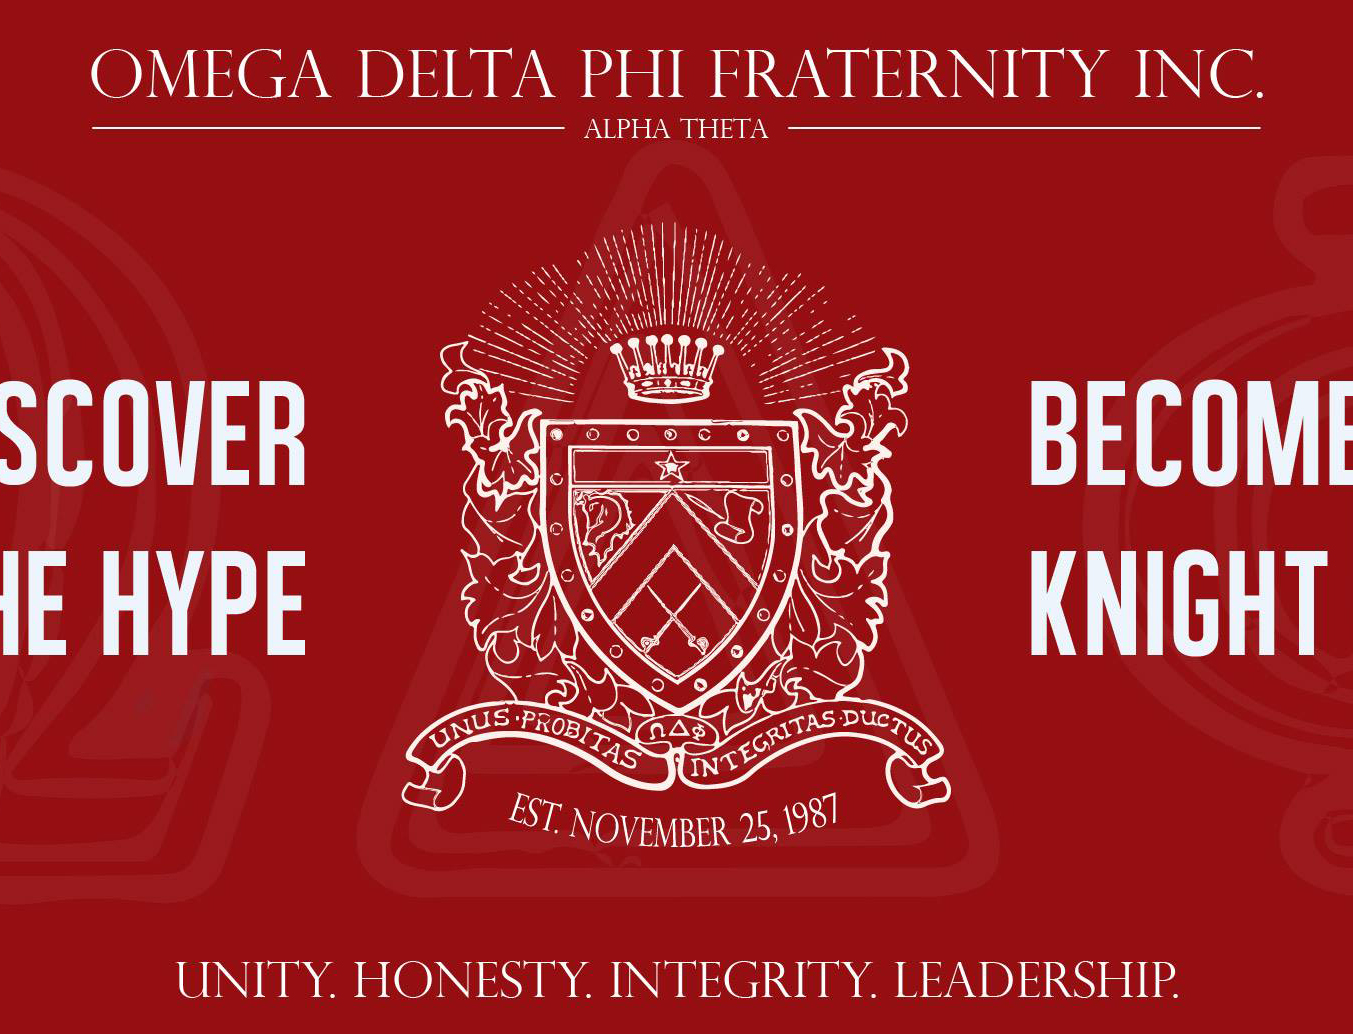 OMEGA DELTA PHI FRATERNITY INC.
ALPHA THETA
SCOVER
HE HYPE
BECOME
KNIGHT
UNUS · PROBITAS
ΩΔΦ
INTEGRITAS · DUCTUS
EST. NOVEMBER 25, 1987
UNITY. HONESTY. INTEGRITY. LEADERSHIP.